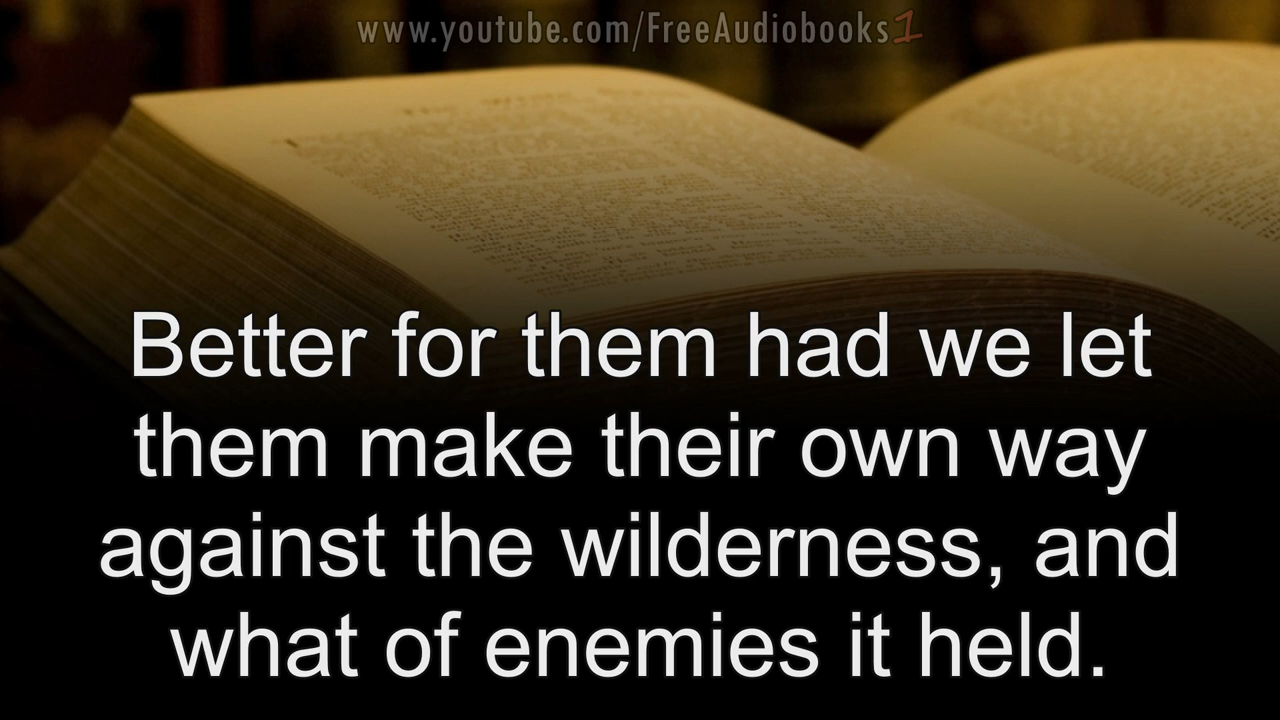 www.youtube.com/FreeAudiobooks1
Better for them had we let
them make their own way
against the wilderness, and
what of enemies it held.